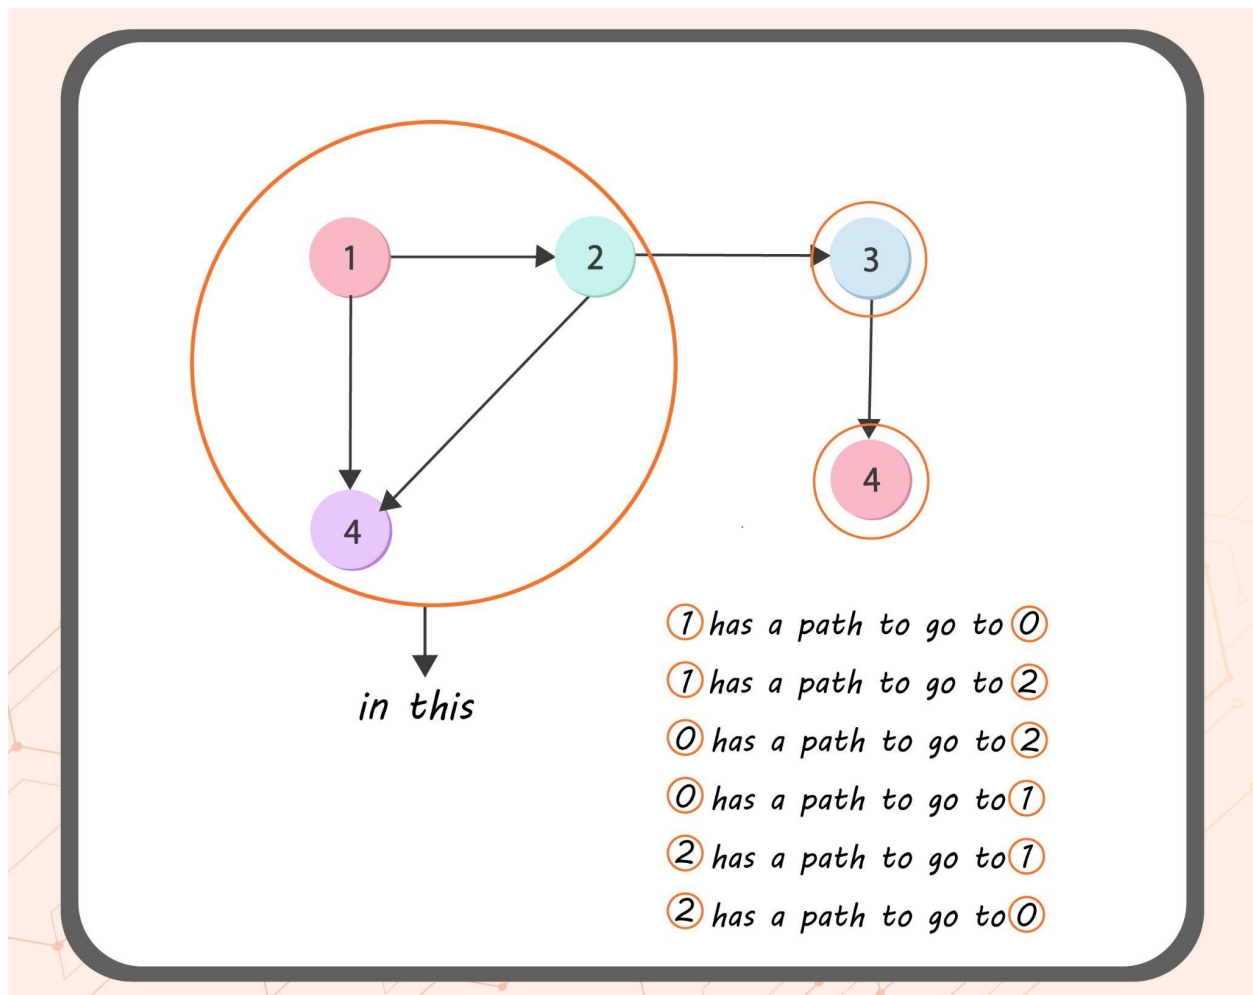 1 2 3
4 4
1 has a path to go to 0
1 has a path to go to 2
in this
0 has a path to go to 2
0 has a path to go to 1
2 has a path to go to 1
2 has a path to go to 0